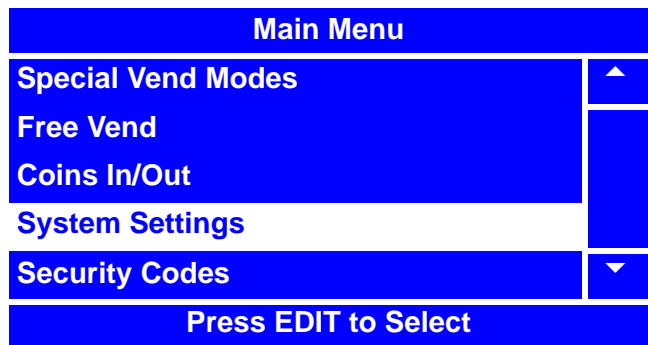 Main Menu
Special Vend Modes
Free Vend
Coins In/Out
System Settings
Security Codes
Press EDIT to Select